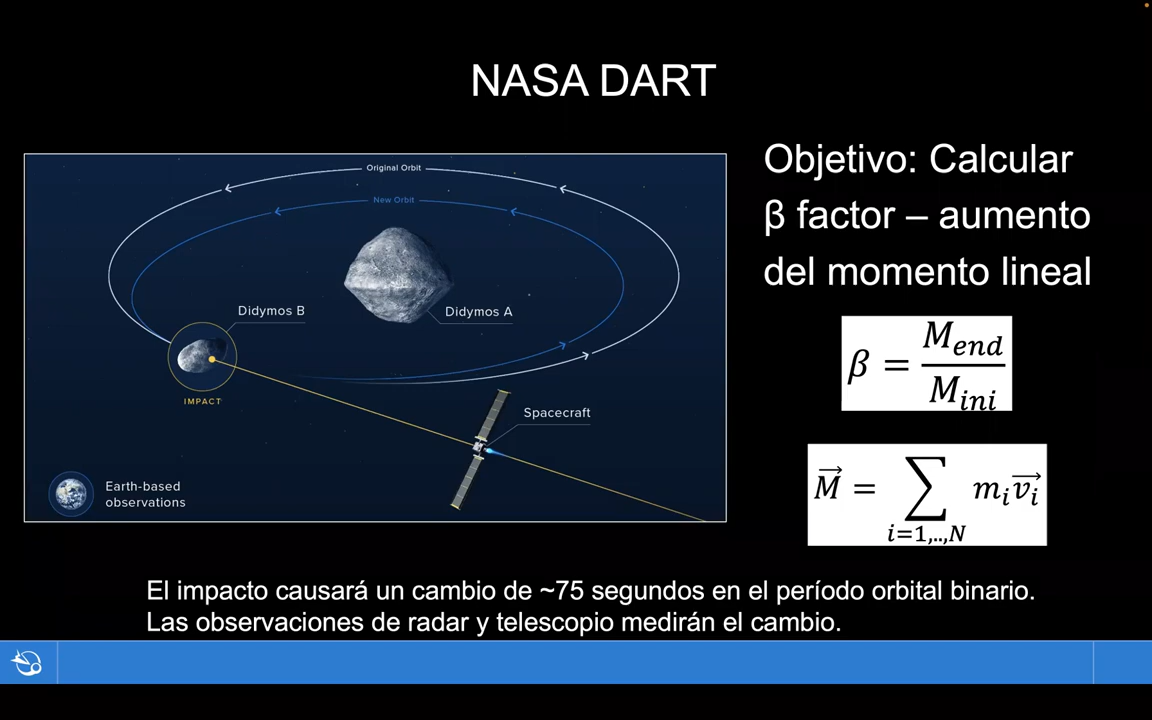 NASA DART
Original Orbit
New Orbit
Didymos B
Didymos A
IMPACT
Spacecraft
Earth-based
observations
Objetivo: Calcular
β factor – aumento
del momento lineal
β = M_end / M_ini
M⃗ = ∑_{i=1,..,N} m_i v⃗_i
El impacto causará un cambio de ~75 segundos en el período orbital binario.
Las observaciones de radar y telescopio medirán el cambio.